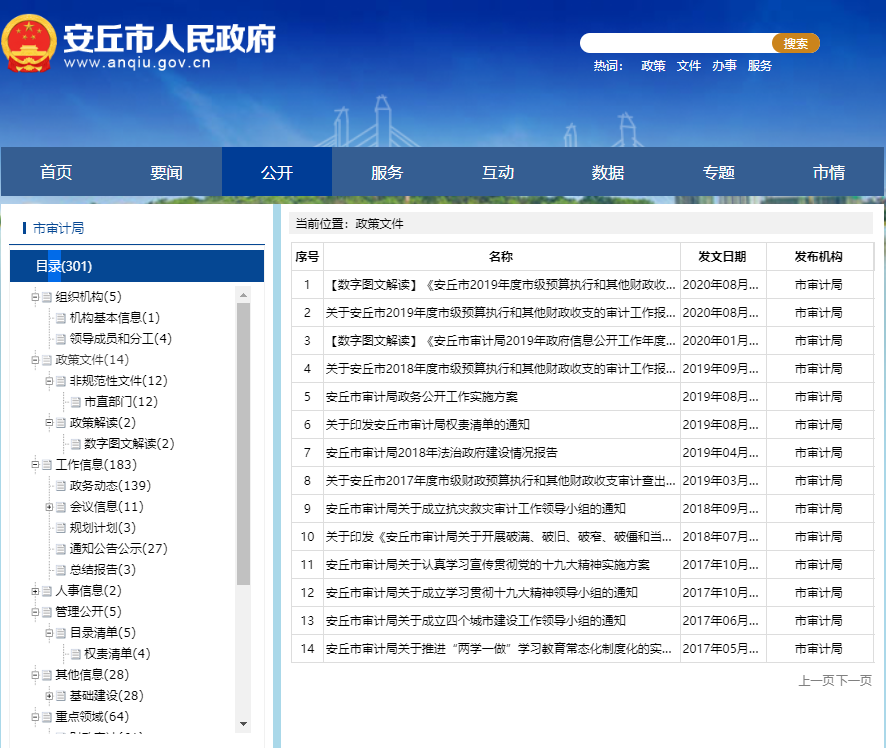 安丘市人民政府
www.anqiu.gov.cn
搜索
热词： 政策 文件 办事 服务
首页 要闻 公开 服务 互动 数据 专题 市情
市审计局
目录(301)
组织机构(5)
机构基本信息(1)
领导成员和分工(4)
政策文件(14)
非规范性文件(12)
市直部门(12)
政策解读(2)
数字图文解读(2)
工作信息(183)
政务动态(139)
会议信息(11)
规划计划(3)
通知公告公示(27)
总结报告(3)
人事信息(2)
管理公开(5)
目录清单(5)
权责清单(4)
其他信息(28)
基础建设(28)
重点领域(64)
当前位置：政策文件
序号 名称 发文日期 发布机构
1 【数字图文解读】《安丘市2019年度市级预算执行和其他财政收... 2020年08月... 市审计局
2 关于安丘市2019年度市级预算执行和其他财政收支的审计工作报... 2020年08月... 市审计局
3 【数字图文解读】《安丘市审计局2019年政府信息公开工作年度... 2020年01月... 市审计局
4 关于安丘市2018年度市级预算执行和其他财政收支的审计工作报... 2019年09月... 市审计局
5 安丘市审计局政务公开工作实施方案 2019年08月... 市审计局
6 关于印发安丘市审计局权责清单的通知 2019年08月... 市审计局
7 安丘市审计局2018年法治政府建设情况报告 2019年04月... 市审计局
8 关于安丘市2017年度市级财政预算执行和其他财政收支审计查出... 2019年03月... 市审计局
9 安丘市审计局关于成立抗灾救灾审计工作领导小组的通知 2018年09月... 市审计局
10 关于印发《安丘市审计局关于开展破满、破旧、破窄、破僵和当... 2018年07月... 市审计局
11 安丘市审计局关于认真学习宣传贯彻党的十九大精神实施方案 2017年10月... 市审计局
12 安丘市审计局关于成立学习贯彻十九大精神领导小组的通知 2017年10月... 市审计局
13 安丘市审计局关于成立四个城市建设工作领导小组的通知 2017年06月... 市审计局
14 安丘市审计局关于推进“两学一做”学习教育常态化制度化的实... 2017年05月... 市审计局
上一页下一页